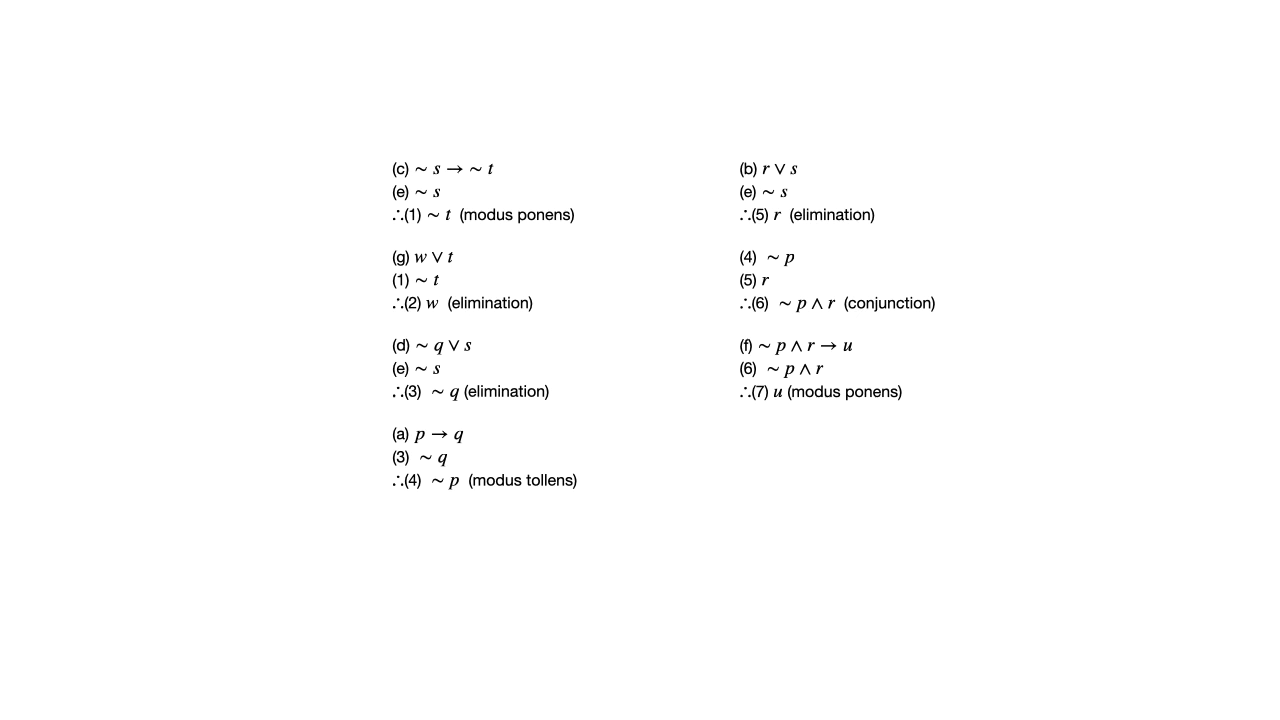 (c) ∼ s → ∼ t
(e) ∼ s
∴(1) ∼ t (modus ponens)
(g) w ∨ t
(1) ∼ t
∴(2) w (elimination)
(d) ∼ q ∨ s
(e) ∼ s
∴(3) ∼ q (elimination)
(a) p → q
(3) ∼ q
∴(4) ∼ p (modus tollens)
(b) r ∨ s
(e) ∼ s
∴(5) r (elimination)
(4) ∼ p
(5) r
∴(6) ∼ p ∧ r (conjunction)
(f) ∼ p ∧ r → u
(6) ∼ p ∧ r
∴(7) u (modus ponens)